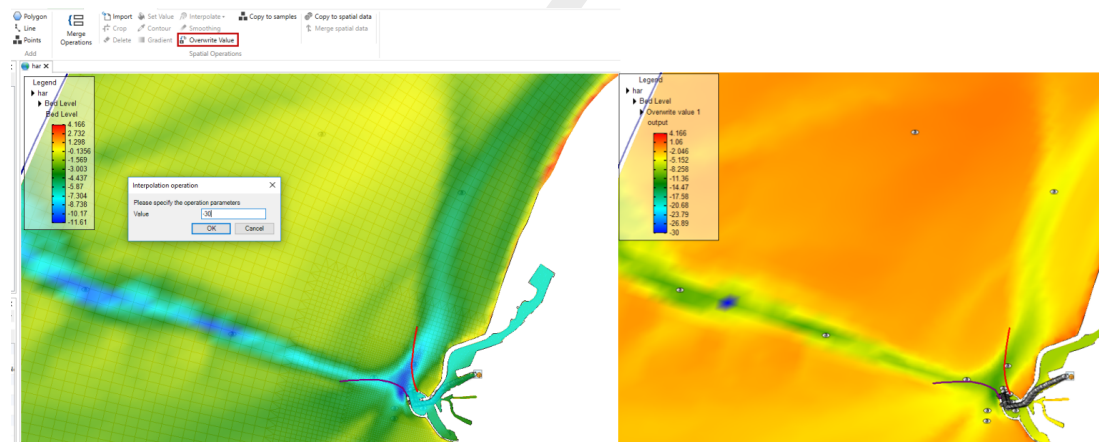 Polygon
Line
Points
Add
Merge
Operations
Import
Set Value
Interpolate
Copy to samples
Copy to spatial data
Crop
Contour
Smoothing
Merge spatial data
Delete
Gradient
Overwrite Value
Spatial Operations
har
Legend
har
Bed Level
Bed Level
4.166
2.732
1.298
-0.1356
-1.569
-3.003
-4.437
-5.87
-7.304
-8.738
-10.17
-11.61
Interpolation operation
Please specify the operation parameters
Value
-30
OK
Cancel
Legend
har
Bed Level
Overwrite value 1
output
4.166
1.06
-2.046
-5.152
-8.258
-11.36
-14.47
-17.58
-20.68
-23.79
-26.89
-30